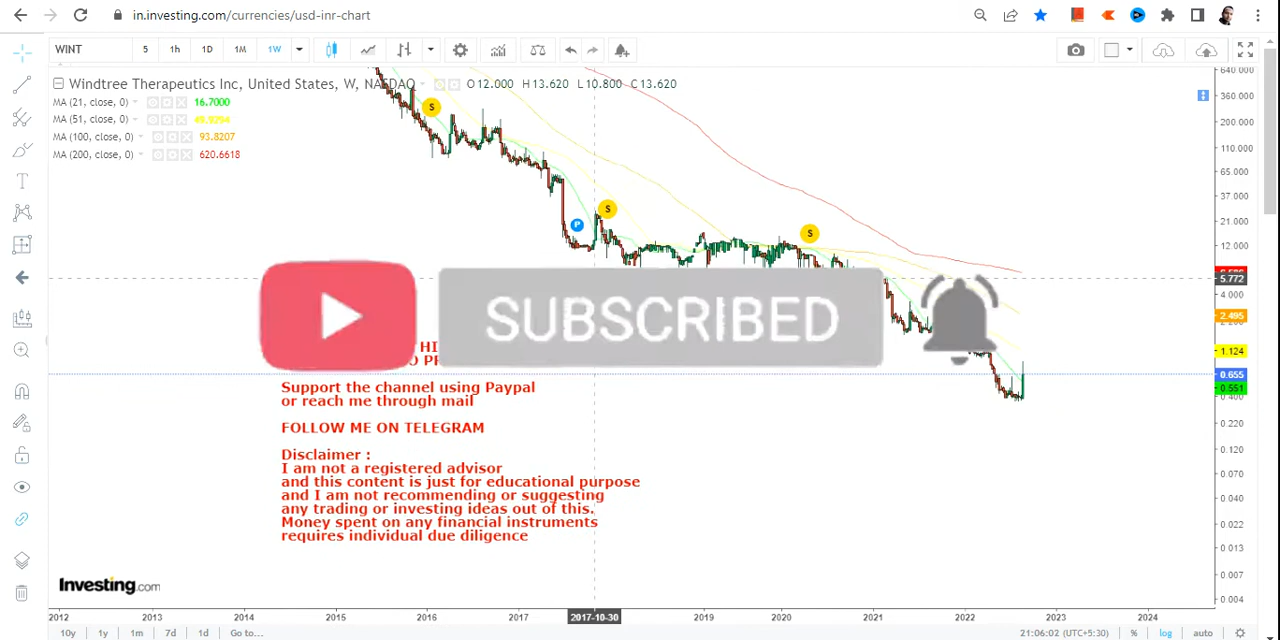 in.investing.com/currencies/usd-inr-chart
WINT 5 1h 1D 1M 1W
Windtree Therapeutics Inc, United States, W, NASDAQ O12.000 H13.620 L10.800 C13.620
MA (21, close, 0) 16.7000
MA (51, close, 0)
MA (100, close, 0) 93.8207
MA (200, close, 0) 620.6618
640.000
360.000
200.000
110.000
65.000
37.000
21.000
12.000
5.772
4.000
2.495
1.124
0.655
0.551
0.400
0.220
0.120
0.070
0.040
0.022
0.013
0.007
0.004
S
S
P
S
SUBSCRIBED
HI
O PR
Support the channel using Paypal
or reach me through mail
FOLLOW ME ON TELEGRAM
Disclaimer :
I am not a registered advisor
and this content is just for educational purpose
and I am not recommending or suggesting
any trading or investing ideas out of this.
Money spent on any financial instruments
requires individual due diligence
Investing.com
2012 2013 2014 2015 2016 2017 2017-10-30 2019 2020 2021 2022 2023 2024
10y 1y 1m 7d 1d Go to... 21:06:02 (UTC+5:30) % log auto